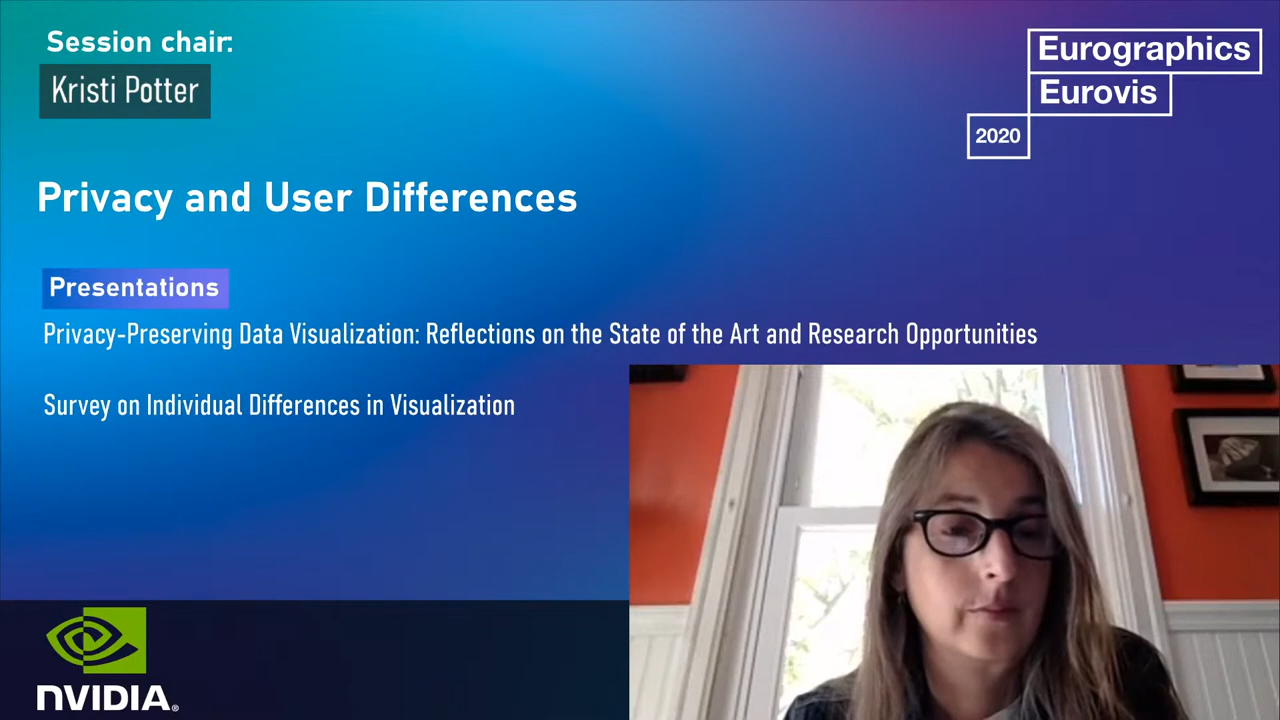 Session chair:
Kristi Potter
Eurographics
Eurovis
2020
Privacy and User Differences
Presentations
Privacy-Preserving Data Visualization: Reflections on the State of the Art and Research Opportunities
Survey on Individual Differences in Visualization
NVIDIA®